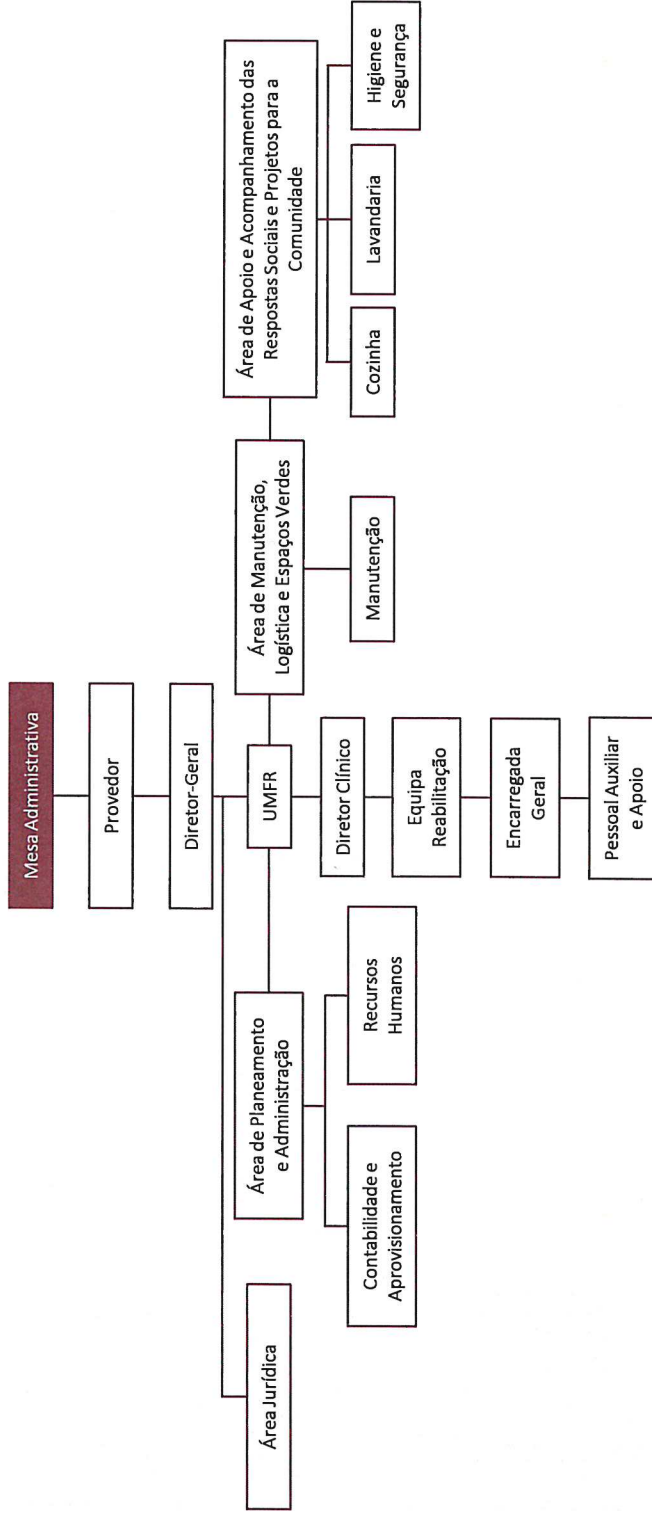 Mesa Administrativa
Provedor
Diretor-Geral
Área Jurídica
Área de Planeamento
e Administração
UMFR
Área de Manutenção,
Logística e Espaços Verdes
Área de Apoio e Acompanhamento das
Respostas Sociais e Projetos para a
Comunidade
Contabilidade e
Aprovisionamento
Recursos
Humanos
Diretor Clínico
Equipa
Reabilitação
Encarregada
Geral
Pessoal Auxiliar
e Apoio
Manutenção
Cozinha
Lavandaria
Higiene e
Segurança